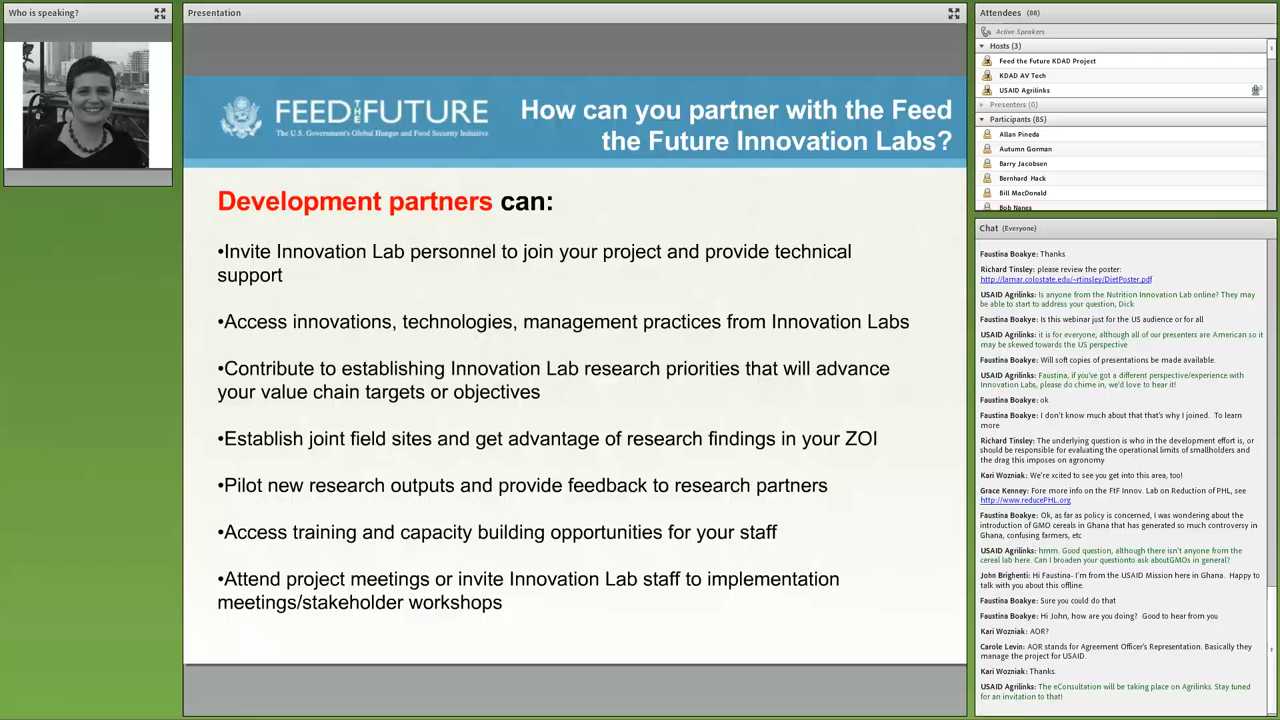 Who is speaking?
Presentation
FEED THE FUTURE
The U.S. Government's Global Hunger and Food Security Initiative
How can you partner with the Feed
the Future Innovation Labs?
Development partners can:
•Invite Innovation Lab personnel to join your project and provide technical
support
•Access innovations, technologies, management practices from Innovation Labs
•Contribute to establishing Innovation Lab research priorities that will advance
your value chain targets or objectives
•Establish joint field sites and get advantage of research findings in your ZOI
•Pilot new research outputs and provide feedback to research partners
•Access training and capacity building opportunities for your staff
•Attend project meetings or invite Innovation Lab staff to implementation
meetings/stakeholder workshops
Attendees (88)
Active Speakers
Hosts (3)
Feed the Future KDAD Project
KDAD AV Tech
USAID Agrilinks
Presenters (0)
Participants (85)
Allan Pineda
Autumn Gorman
Barry Jacobsen
Bernhard Hack
Bill MacDonald
Bob Nanes
Chat (Everyone)
Faustina Boakye: Thanks
Richard Tinsley: please review the poster:
http://lamar.colostate.edu/~rtinsley/DietPoster.pdf
USAID Agrilinks: Is anyone from the Nutrition Innovation Lab online? They may
be able to start to address your question, Dick
Faustina Boakye: Is this webinar just for the US audience or for all
USAID Agrilinks: it is for everyone, although all of our presenters are American so it
may be skewed towards the US perspective
Faustina Boakye: Will soft copies of presentations be made available.
USAID Agrilinks: Faustina, if you've got a different perspective/experience with
Innovation Labs, please do chime in, we'd love to hear it!
Faustina Boakye: ok
Faustina Boakye: I don't know much about that that's why I joined. To learn
more
Richard Tinsley: The underlying question is who in the development effort is, or
should be responsible for evaluating the operational limits of smallholders and
the drag this imposes on agronomy
Kari Wozniak: We're xcited to see you get into this area, too!
Grace Kenney: Fore more info on the FtF Innov. Lab on Reduction of PHL, see
http://www.reducePHL.org
Faustina Boakye: Ok, as far as policy is concerned, I was wondering about the
introduction of GMO cereals in Ghana that has generated so much controversy in
Ghana, confusing farmers, etc
USAID Agrilinks: hmm. Good question, although there isn't anyone from the
cereal lab here. Can I broaden your questionto ask aboutGMOs in general?
John Brighenti: Hi Faustina- I'm from the USAID Mission here in Ghana. Happy to
talk with you about this offline.
Faustina Boakye: Sure you could do that
Faustina Boakye: Hi John, how are you doing? Good to hear from you
Kari Wozniak: AOR?
Carole Levin: AOR stands for Agreement Officer's Representation. Basically they
manage the project for USAID.
Kari Wozniak: Thanks.
USAID Agrilinks: The eConsultation will be taking place on Agrilinks. Stay tuned
for an invitation to that!